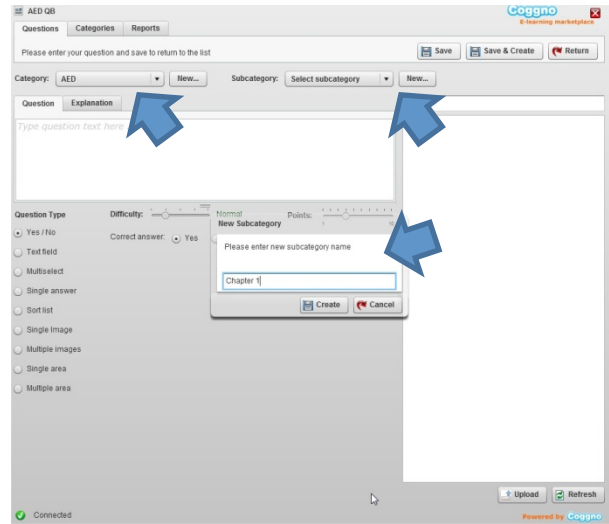 AED QB
Coggno
E-learning marketplace
Questions Categories Reports
Please enter your question and save to return to the list
Save Save & Create Return
Category: AED New... Subcategory: Select subcategory New...
Question Explanation
Type question text here
Question Type Difficulty: Normal Points:
Yes / No Correct answer: Yes
New Subcategory
Please enter new subcategory name
Text field
Multiselect
Chapter 1
Single answer
Create Cancel
Sort list
Single Image
Multiple images
Single area
Multiple area
Upload Refresh
Connected
Powered by Coggno